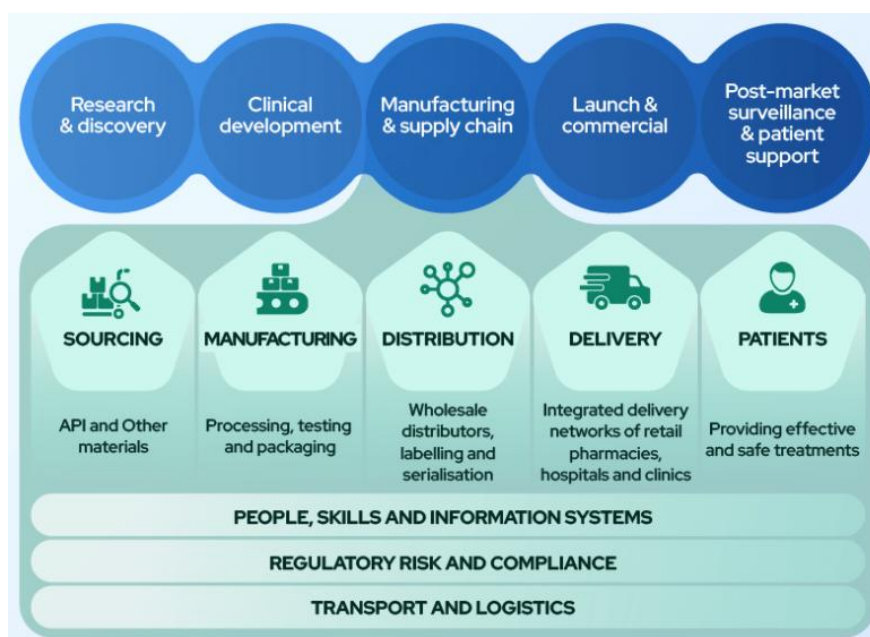 Research
& discovery
Clinical
development
Manufacturing
& supply chain
Launch &
commercial
Post-market
surveillance
& patient
support
SOURCING
MANUFACTURING
DISTRIBUTION
DELIVERY
PATIENTS
API and Other
materials
Processing, testing
and packaging
Wholesale
distributors,
labelling and
serialisation
Integrated delivery
networks of retail
pharmacies,
hospitals and clinics
Providing effective
and safe treatments
PEOPLE, SKILLS AND INFORMATION SYSTEMS
REGULATORY RISK AND COMPLIANCE
TRANSPORT AND LOGISTICS